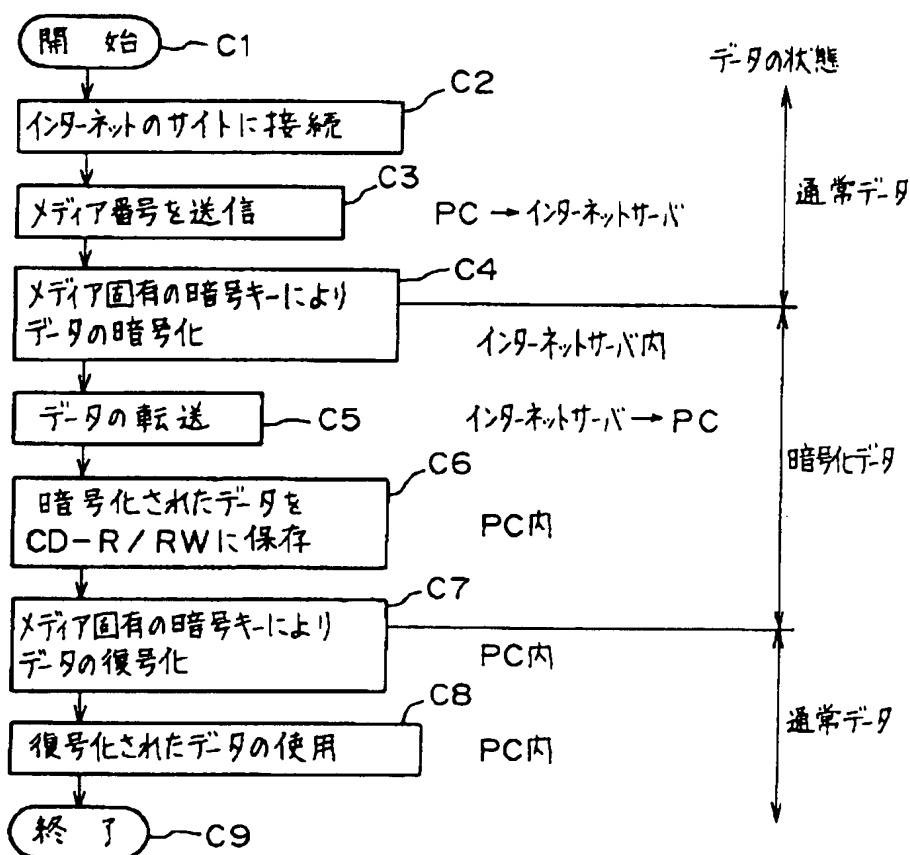 開始 C1
データの状態
C2
インターネットのサイトに接続
C3
メディア番号を送信
PC → インターネットサーバ
通常データ
C4
メディア固有の暗号キーにより
データの暗号化
インターネットサーバ内
データの転送 C5
インターネットサーバ → PC
暗号化データ
C6
暗号化されたデータを
CD-R/RWに保存
PC内
C7
メディア固有の暗号キーにより
データの復号化
PC内
C8
復号化されたデータの使用
PC内
通常データ
終了 C9